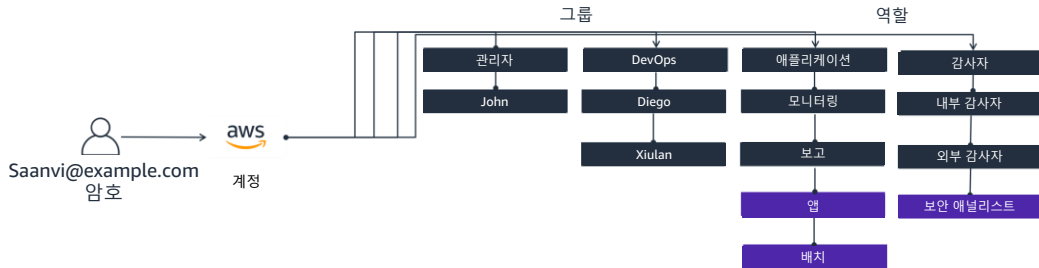 그룹
역할
관리자
DevOps
애플리케이션
감사자
John
Diego
모니터링
내부 감사자
aws
Xiulan
보고
외부 감사자
Saanvi@example.com
암호
계정
앱
보안 애널리스트
배치